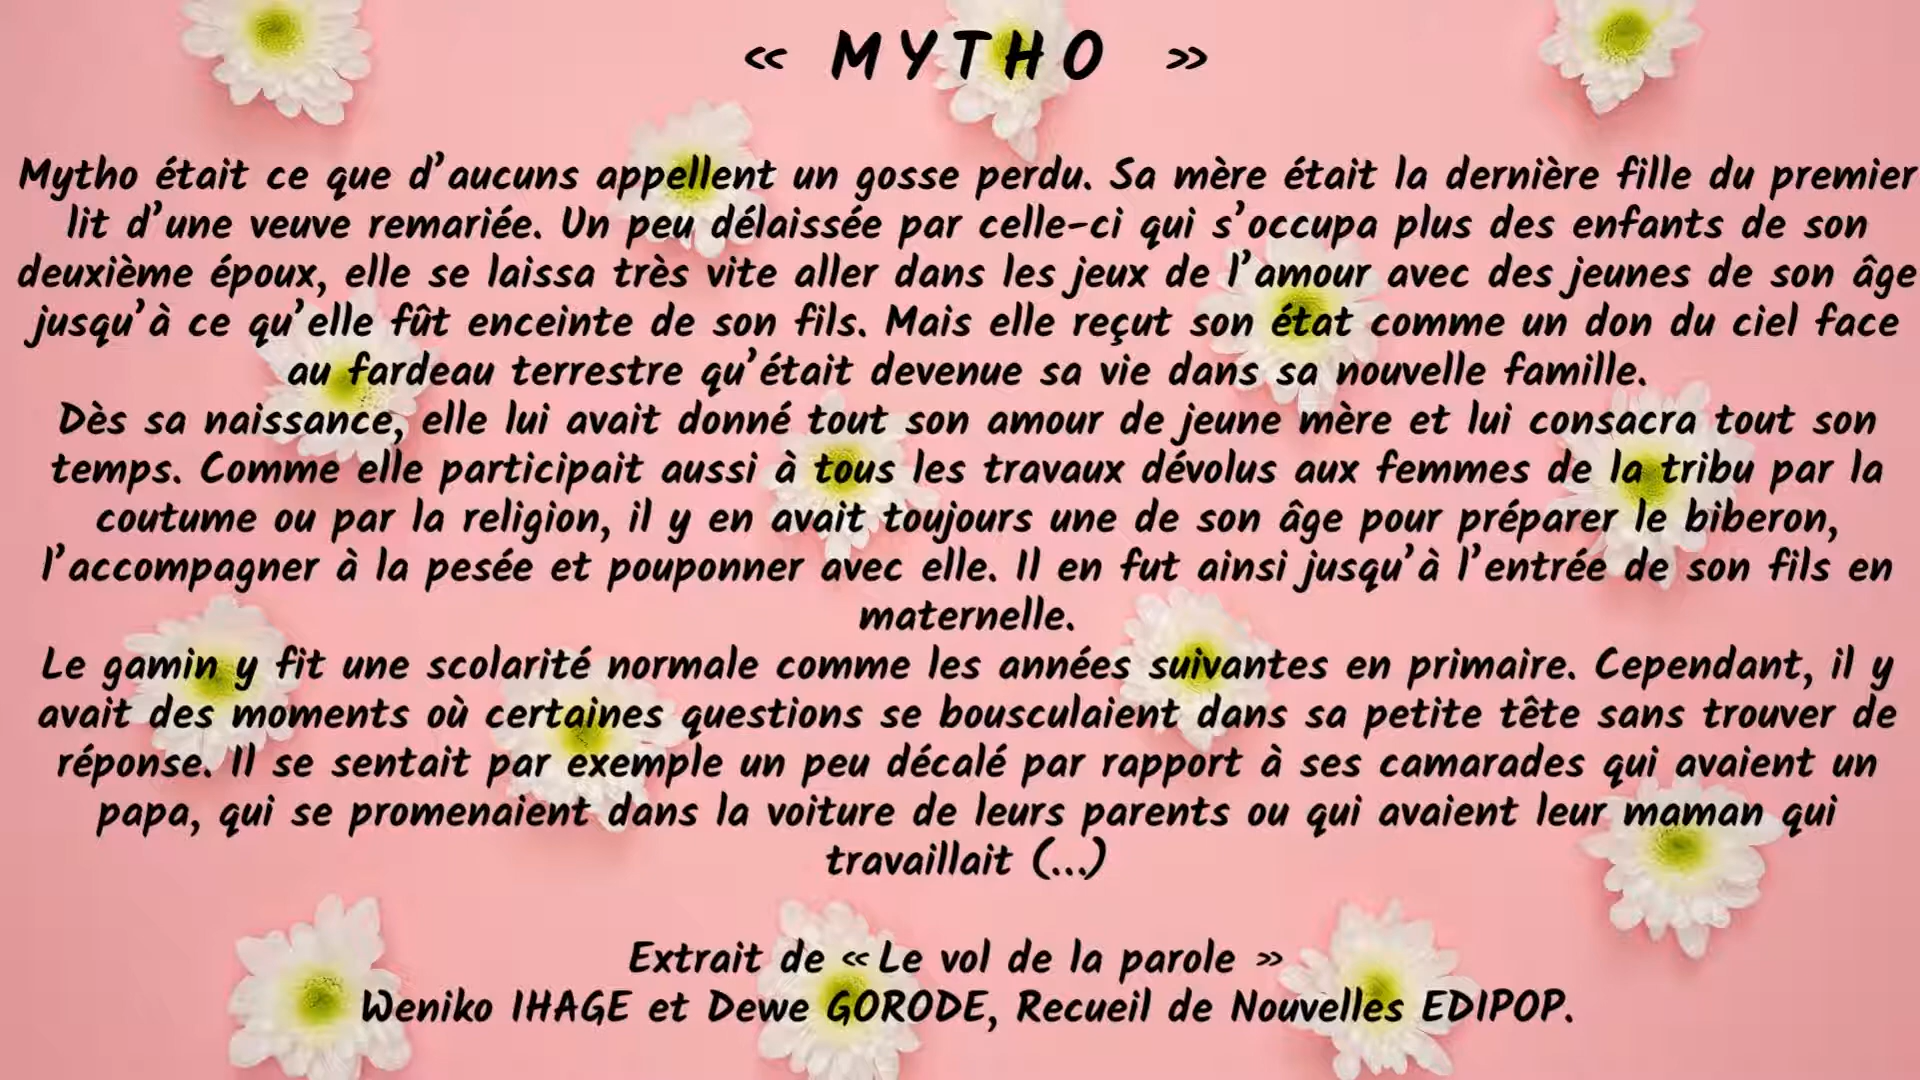 « MYTHO »
Mytho était ce que d’aucuns appellent un gosse perdu. Sa mère était la dernière fille du premier
lit d’une veuve remariée. Un peu délaissée par celle-ci qui s’occupa plus des enfants de son
deuxième époux, elle se laissa très vite aller dans les jeux de l’amour avec des jeunes de son âge
jusqu’à ce qu’elle fût enceinte de son fils. Mais elle reçut son état comme un don du ciel face
au fardeau terrestre qu’était devenue sa vie dans sa nouvelle famille.
Dès sa naissance, elle lui avait donné tout son amour de jeune mère et lui consacra tout son
temps. Comme elle participait aussi à tous les travaux dévolus aux femmes de la tribu par la
coutume ou par la religion, il y en avait toujours une de son âge pour préparer le biberon,
l’accompagner à la pesée et pouponner avec elle. Il en fut ainsi jusqu’à l’entrée de son fils en
maternelle.
Le gamin y fit une scolarité normale comme les années suivantes en primaire. Cependant, il y
avait des moments où certaines questions se bousculaient dans sa petite tête sans trouver de
réponse. Il se sentait par exemple un peu décalé par rapport à ses camarades qui avaient un
papa, qui se promenaient dans la voiture de leurs parents ou qui avaient leur maman qui
travaillait (...)
Extrait de « Le vol de la parole »
Weniko IHAGE et Dewe GORODE, Recueil de Nouvelles EDIPOP.